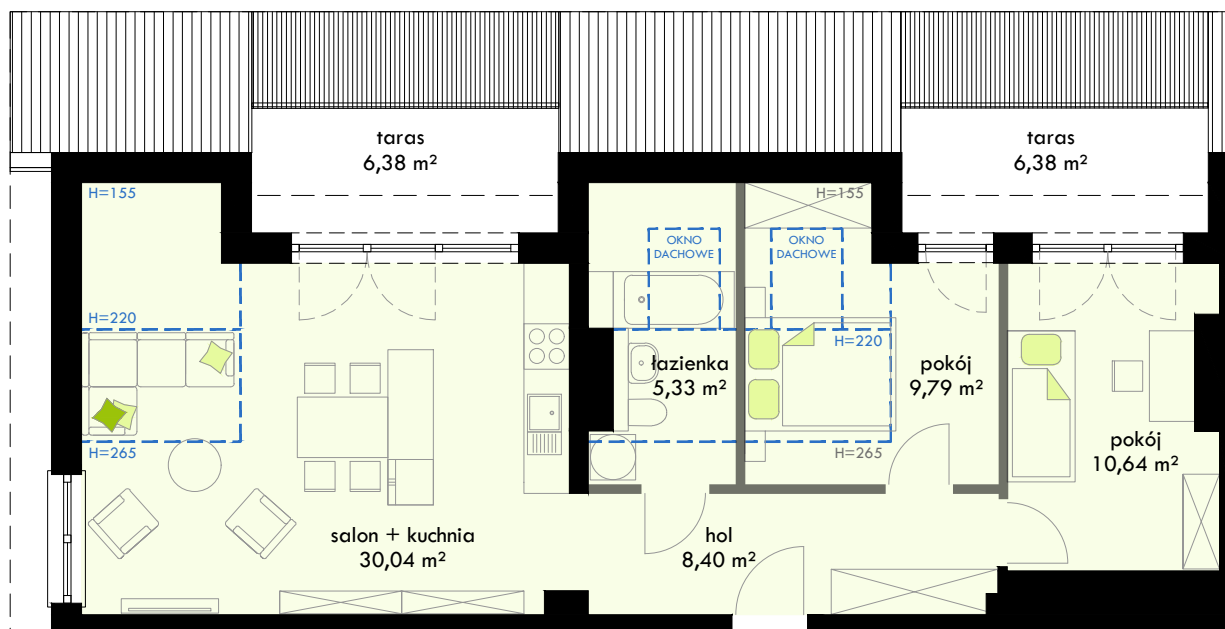 taras
6,38 m²
taras
6,38 m²
H=155
H=155
OKNO
DACHOWE
OKNO
DACHOWE
H=220
H=220
łazienka
5,33 m²
pokój
9,79 m²
pokój
10,64 m²
H=265
H=265
salon + kuchnia
30,04 m²
hol
8,40 m²